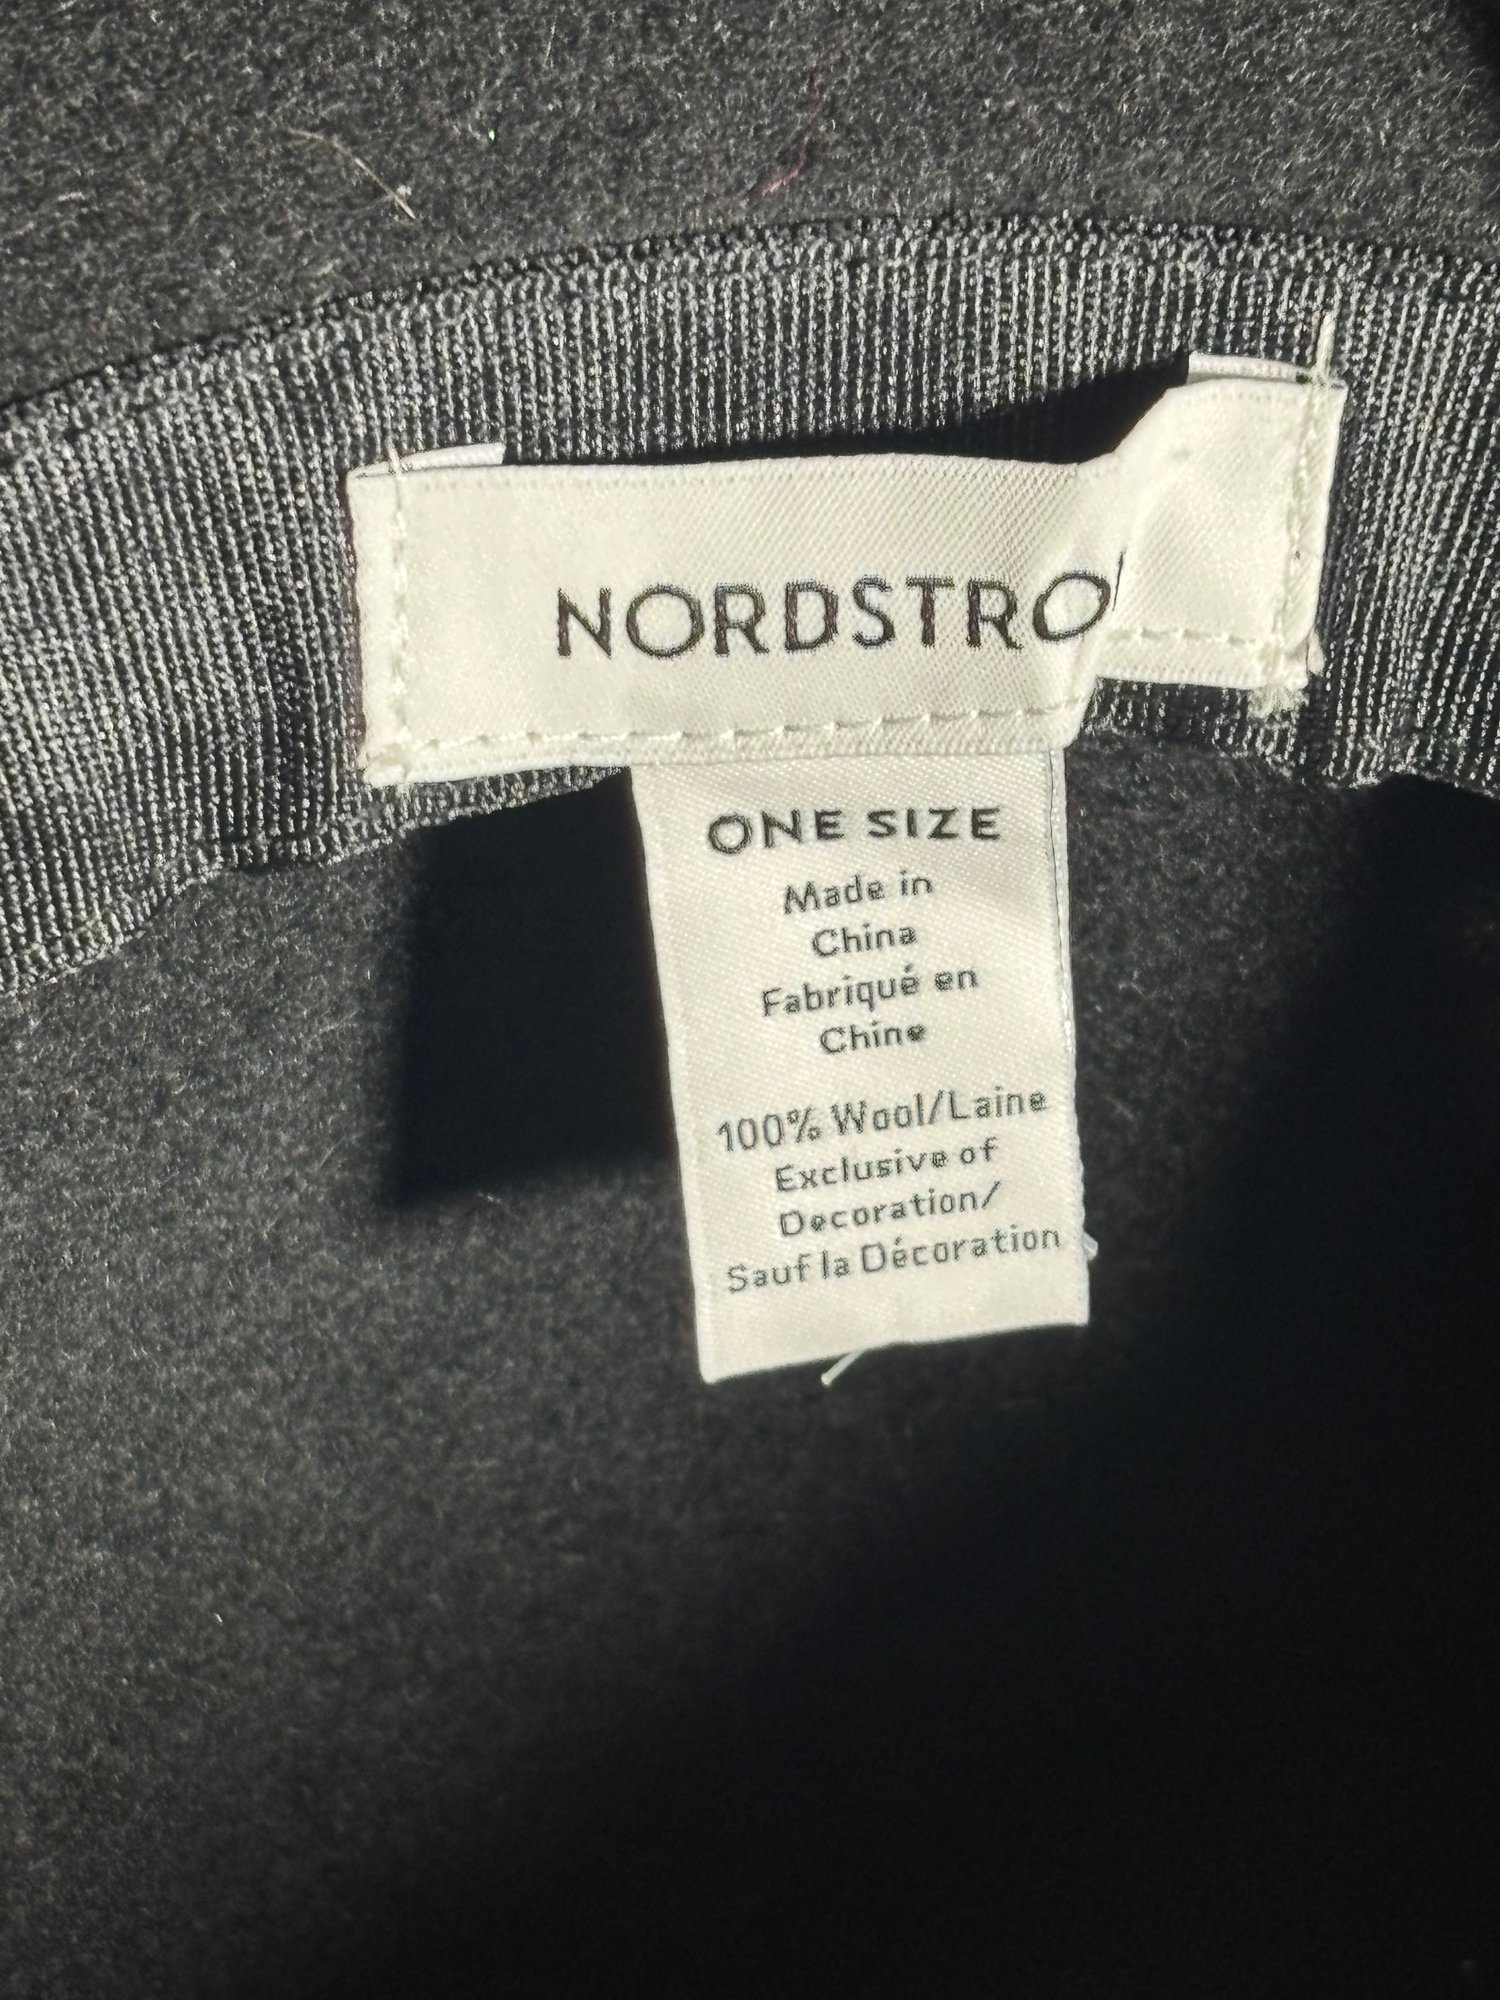 NORDSTRO
ONE SIZE
Made in
China
Fabriqué en
Chine
100% Wool/Laine
Exclusive of
Decoration/
Sauf la Décoration